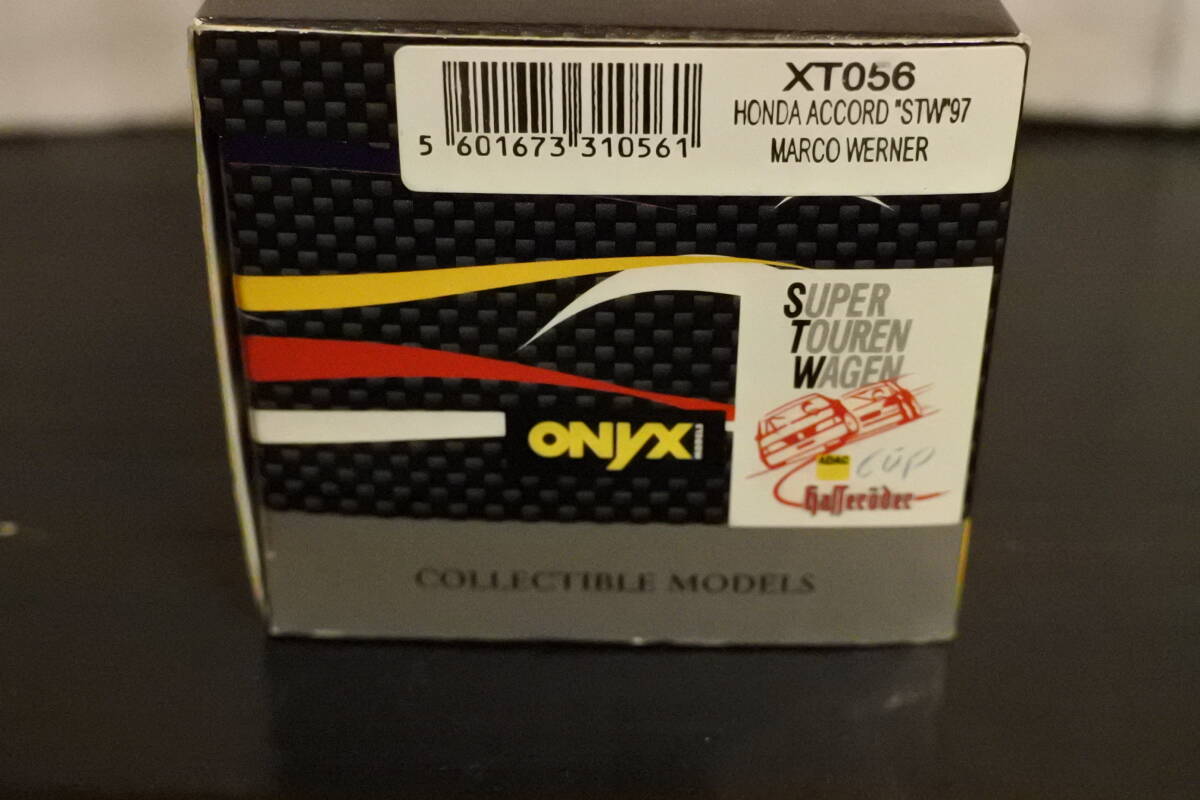 XT056
HONDA ACCORD "STW"97
MARCO WERNER
5 601673 310561
SUPER
TOUREN
WAGEN
ONYX MODELS
ADAC cup
Hasseröder
COLLECTIBLE MODELS